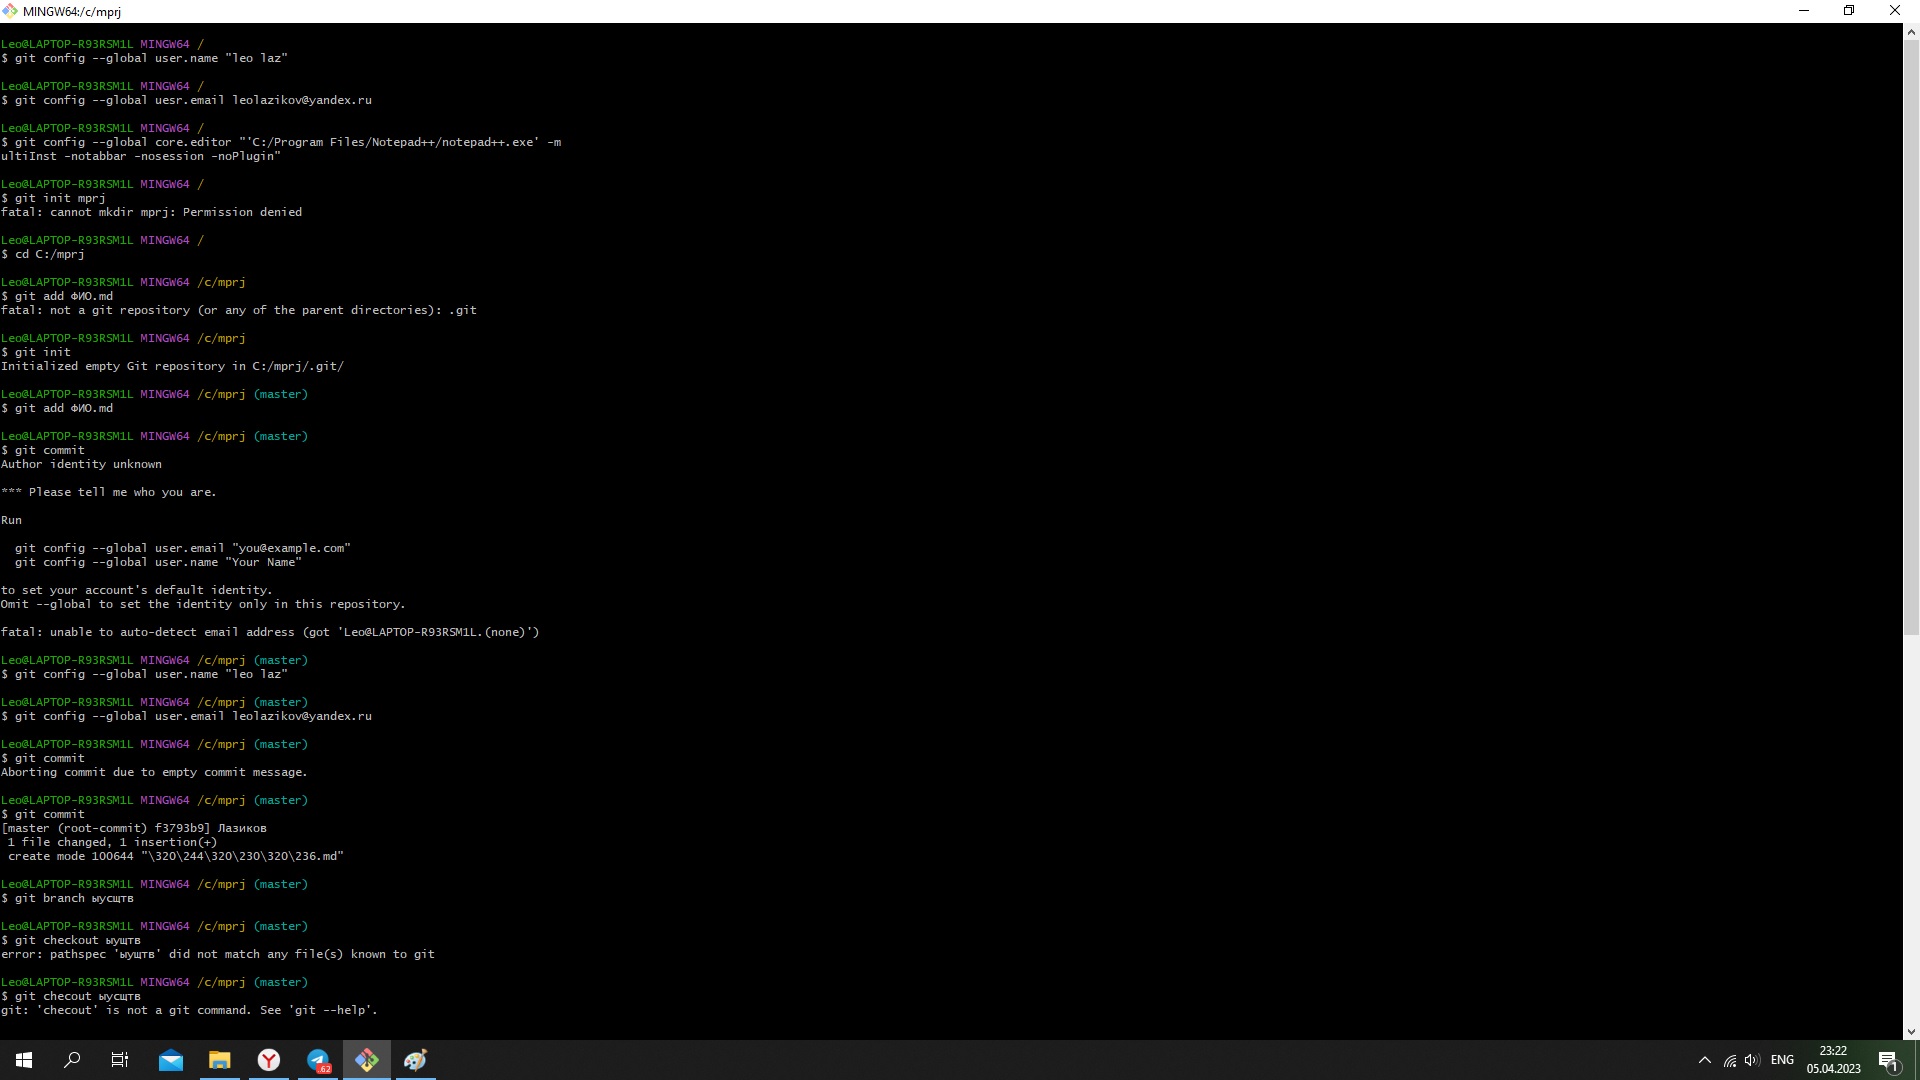 MINGW64:/c/mprj
Leo@LAPTOP-R93RSM1L MINGW64 /
$ git config --global user.name "leo laz"
Leo@LAPTOP-R93RSM1L MINGW64 /
$ git config --global uesr.email leolazikov@yandex.ru
Leo@LAPTOP-R93RSM1L MINGW64 /
$ git config --global core.editor "'C:/Program Files/Notepad++/notepad++.exe' -m
ultiInst -notabbar -nosession -noPlugin"
Leo@LAPTOP-R93RSM1L MINGW64 /
$ git init mprj
fatal: cannot mkdir mprj: Permission denied
Leo@LAPTOP-R93RSM1L MINGW64 /
$ cd C:/mprj
Leo@LAPTOP-R93RSM1L MINGW64 /c/mprj
$ git add ФИО.md
fatal: not a git repository (or any of the parent directories): .git
Leo@LAPTOP-R93RSM1L MINGW64 /c/mprj
$ git init
Initialized empty Git repository in C:/mprj/.git/
Leo@LAPTOP-R93RSM1L MINGW64 /c/mprj (master)
$ git add ФИО.md
Leo@LAPTOP-R93RSM1L MINGW64 /c/mprj (master)
$ git commit
Author identity unknown
*** Please tell me who you are.
Run
git config --global user.email "you@example.com"
git config --global user.name "Your Name"
to set your account's default identity.
Omit --global to set the identity only in this repository.
fatal: unable to auto-detect email address (got 'Leo@LAPTOP-R93RSM1L.(none)')
Leo@LAPTOP-R93RSM1L MINGW64 /c/mprj (master)
$ git config --global user.name "leo laz"
Leo@LAPTOP-R93RSM1L MINGW64 /c/mprj (master)
$ git config --global user.email leolazikov@yandex.ru
Leo@LAPTOP-R93RSM1L MINGW64 /c/mprj (master)
$ git commit
Aborting commit due to empty commit message.
Leo@LAPTOP-R93RSM1L MINGW64 /c/mprj (master)
$ git commit
[master (root-commit) f3793b9] Лазиков
1 file changed, 1 insertion(+)
create mode 100644 "\320\244\320\230\320\236.md"
Leo@LAPTOP-R93RSM1L MINGW64 /c/mprj (master)
$ git branch ыусщтв
Leo@LAPTOP-R93RSM1L MINGW64 /c/mprj (master)
$ git checkout ыущтв
error: pathspec 'ыущтв' did not match any file(s) known to git
Leo@LAPTOP-R93RSM1L MINGW64 /c/mprj (master)
$ git checout ыусщтв
git: 'checout' is not a git command. See 'git --help'.
62
ENG
23:22
05.04.2023
1